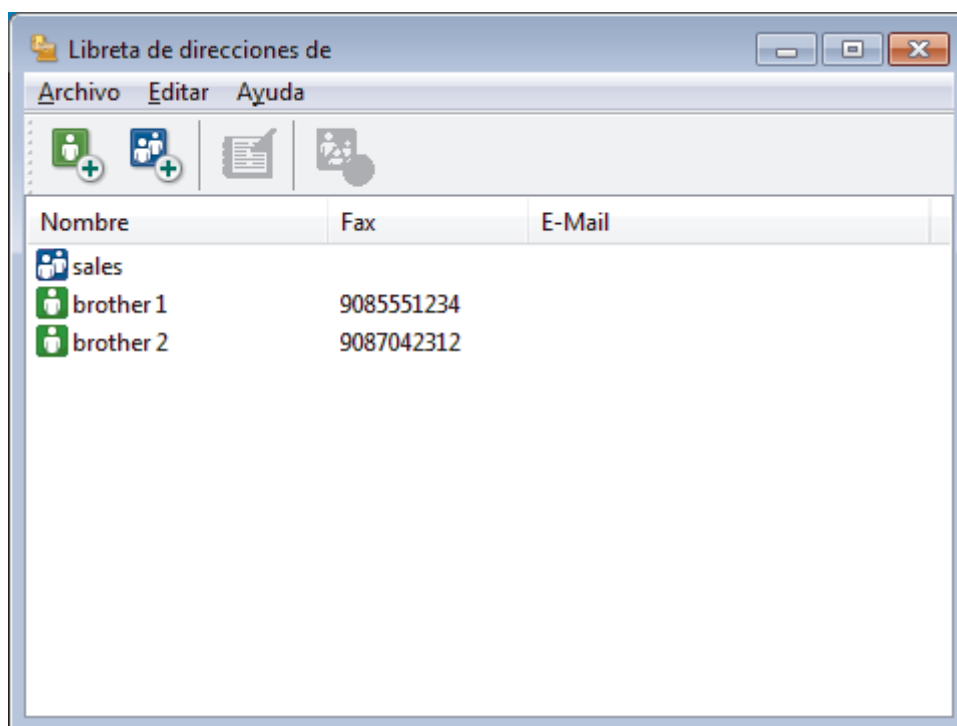 Libreta de direcciones de
Archivo Editar Ayuda
Nombre Fax E-Mail
sales
brother 1 9085551234
brother 2 9087042312